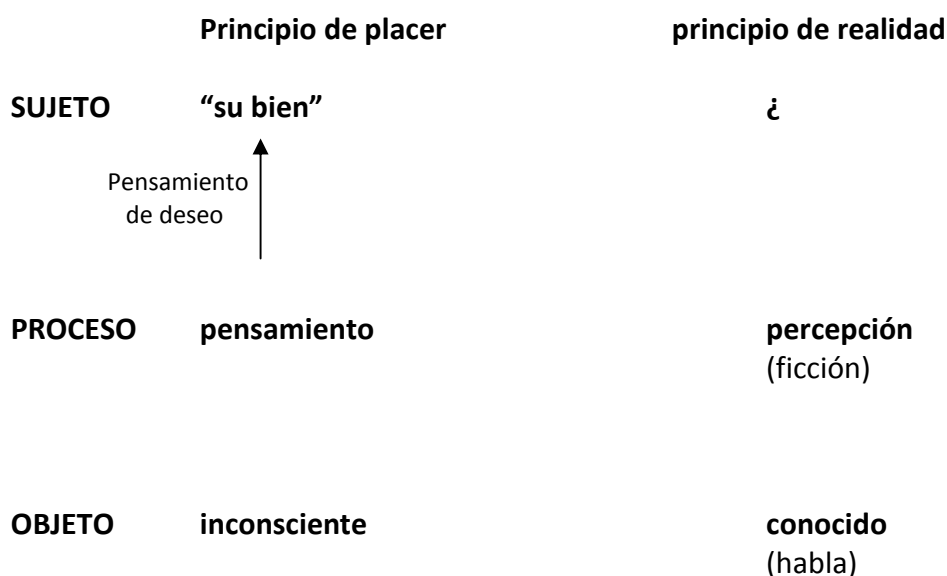 Principio de placer principio de realidad
SUJETO “su bien” ¿
Pensamiento
de deseo
PROCESO pensamiento percepción
(ficción)
OBJETO inconsciente conocido
(habla)